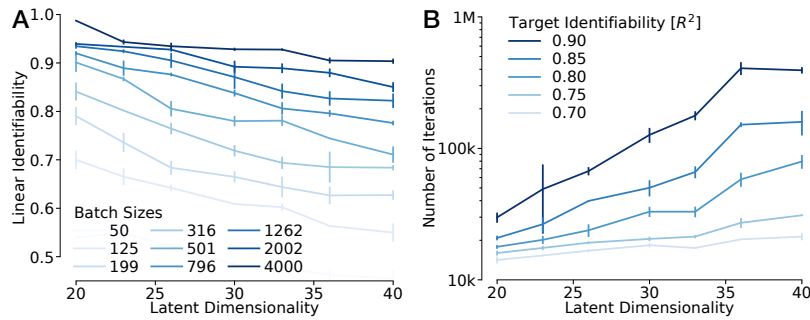 A
1.0
0.9
0.8
0.7
0.6
0.5
Linear Identifiability
Batch Sizes
50 316 1262
125 501 2002
199 796 4000
20 25 30 35 40
Latent Dimensionality
B
1M
100k
10k
Number of Iterations
Target Identifiability [R²]
0.90
0.85
0.80
0.75
0.70
20 25 30 35 40
Latent Dimensionality